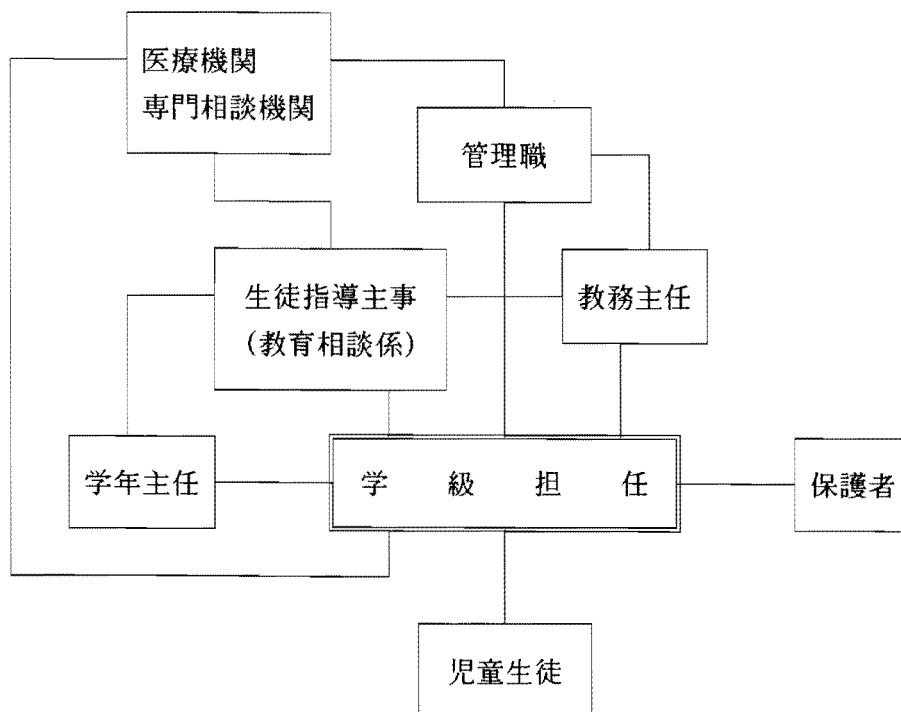 医療機関
専門相談機関
管理職
生徒指導主事
(教育相談係)
教務主任
学年主任
学級担任
保護者
児童生徒